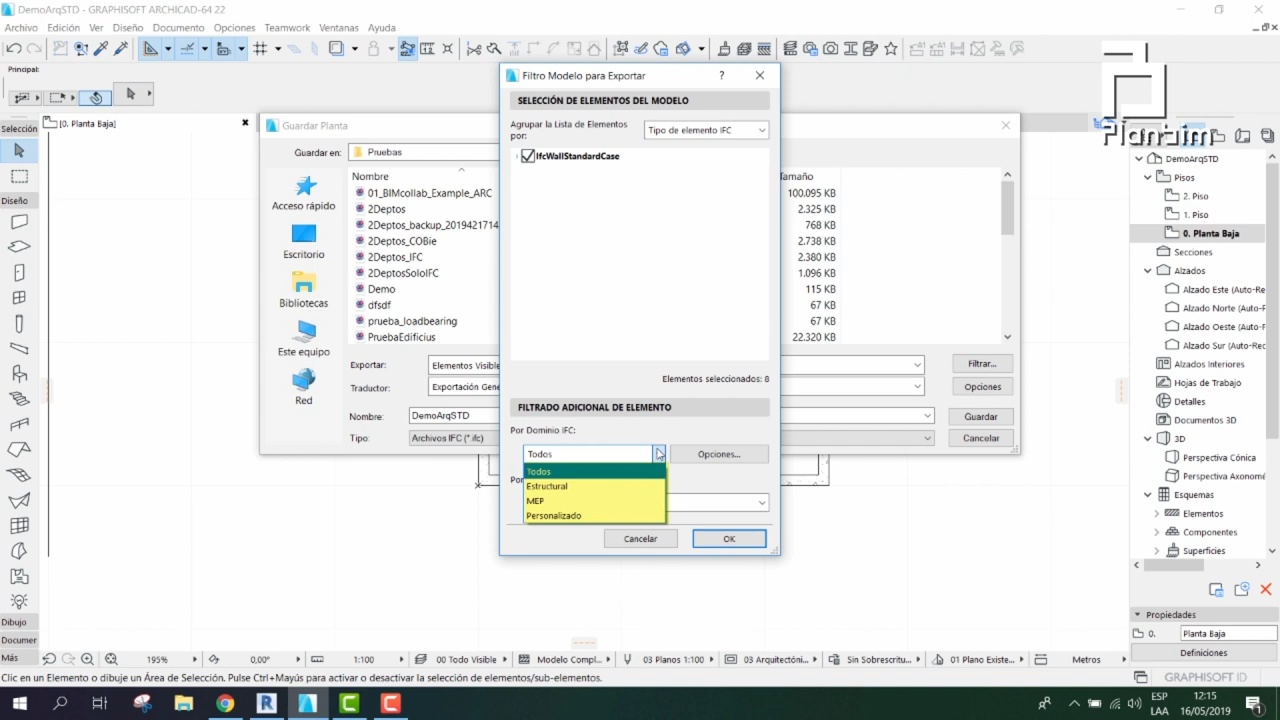 DemoArqSTD - GRAPHISOFT ARCHICAD-64 22
Archivo Edición Ver Diseño Opciones Teamwork Documento Ventanas Ayuda
Principal:
Selección
Diseño
Dibujo
Documer
Más
[0. Planta Baja]
Guardar Planta
Guardar en: Pruebas
Acceso rápido
Escritorio
Bibliotecas
Este equipo
Red
Nombre
01_BIMcollab_Example_ARC
2Deptos
2Deptos_backup_2019421714
2Deptos_COBie
2Deptos_IFC
2DeptosSoloIFC
Demo
dfsdf
prueba_loadbearing
PruebaEdificius
Tamaño
100.095 KB
2.325 KB
768 KB
2.738 KB
2.380 KB
1.096 KB
115 KB
67 KB
67 KB
22.320 KB
Exportar: Elementos Visible
Traductor: Exportación Gene
Nombre: DemoArqSTD
Tipo: Archivos IFC (*.ifc)
Filtrar...
Opciones
Guardar
Cancelar
Filtro Modelo para Exportar ?
SELECCIÓN DE ELEMENTOS DEL MODELO
Agrupar la Lista de Elementos
por:
Tipo de elemento IFC
IfcWallStandardCase
Elementos seleccionados: 8
FILTRADO ADICIONAL DE ELEMENTO
Por Dominio IFC:
Todos
Opciones...
Todos
Estructural
MEP
Personalizado
Po
Cancelar
OK
Plan-Bim
DemoArqSTD
Pisos
2. Piso
1. Piso
0. Planta Baja
Secciones
Alzados
Alzado Este (Auto-Re
Alzado Norte (Auto-R
Alzado Oeste (Auto-R
Alzado Sur (Auto-Rec
Alzados Interiores
Hojas de Trabajo
Detalles
Documentos 3D
3D
Perspectiva Cónica
Perspectiva Axonomé
Esquemas
Elementos
Componentes
Superficies
Propiedades
0. Planta Baja
Definiciones
195% 0,00° 1:100 00 Todo Visible Modelo Compl... 03 Planos 1:100 03 Arquitectóni... Sin Sobrescritu... 01 Plano Existe... Metros
Clic en un Elemento o dibuje un Área de Selección. Pulse Ctrl+Mayús para activar o desactivar la selección de elementos/sub-elementos.
GRAPHISOFT ID
ESP
LAA
12:15
16/05/2019
1